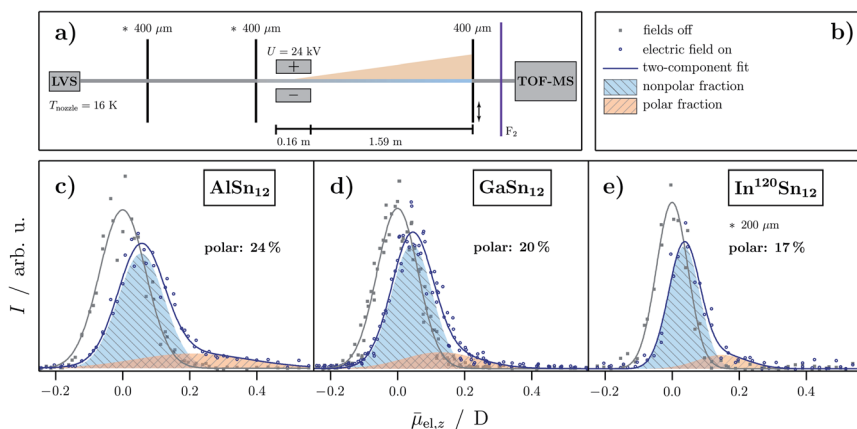 a)
* 400 µm
* 400 µm
400 µm
U = 24 kV
+
−
LVS
TOF-MS
T_nozzle = 16 K
F₂
0.16 m
1.59 m
b)
fields off
electric field on
two-component fit
nonpolar fraction
polar fraction
c)
AlSn₁₂
polar: 24 %
d)
GaSn₁₂
polar: 20 %
e)
In¹²⁰Sn₁₂
* 200 µm
polar: 17 %
I / arb. u.
−0.2 0.0 0.2 0.4
−0.2 0.0 0.2 0.4
−0.2 0.0 0.2 0.4
μ̄_el,z / D